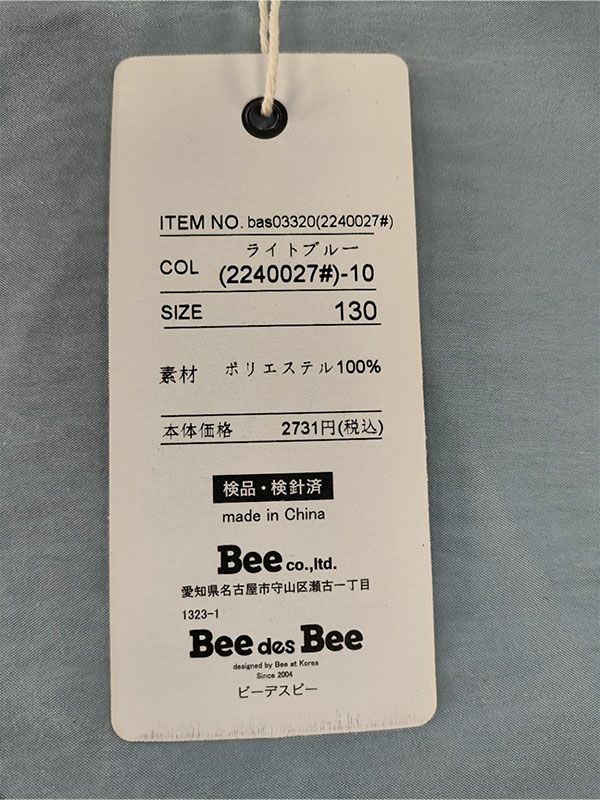 ITEM NO. bas03320(2240027#)
ライトブルー
COL (2240027#)-10
SIZE 130
素材 ポリエステル100%
本体価格 2731円(税込)
検品・検針済
made in China
Bee co.,ltd.
愛知県名古屋市守山区瀬古一丁目
1323-1
Bee des Bee
designed by Bee at Korea
Since 2004
ビーデスビー